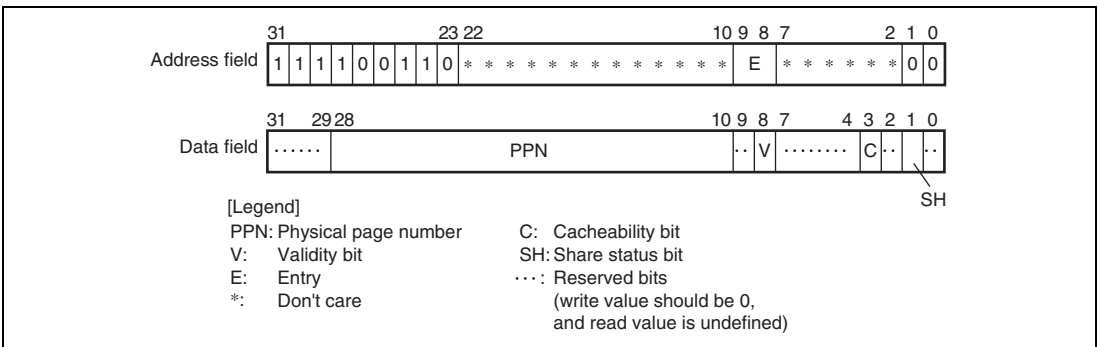 31 23 22 10 9 8 7 2 1 0
Address field 1 1 1 1 0 0 1 1 0 * * * * * * * * * * * * * E * * * * * * 0 0
31 29 28 10 9 8 7 4 3 2 1 0
Data field ······ PPN ·· V ········ C ·· ··
SH
[Legend]
PPN: Physical page number C: Cacheability bit
V: Validity bit SH: Share status bit
E: Entry ···: Reserved bits
*: Don't care (write value should be 0,
and read value is undefined)